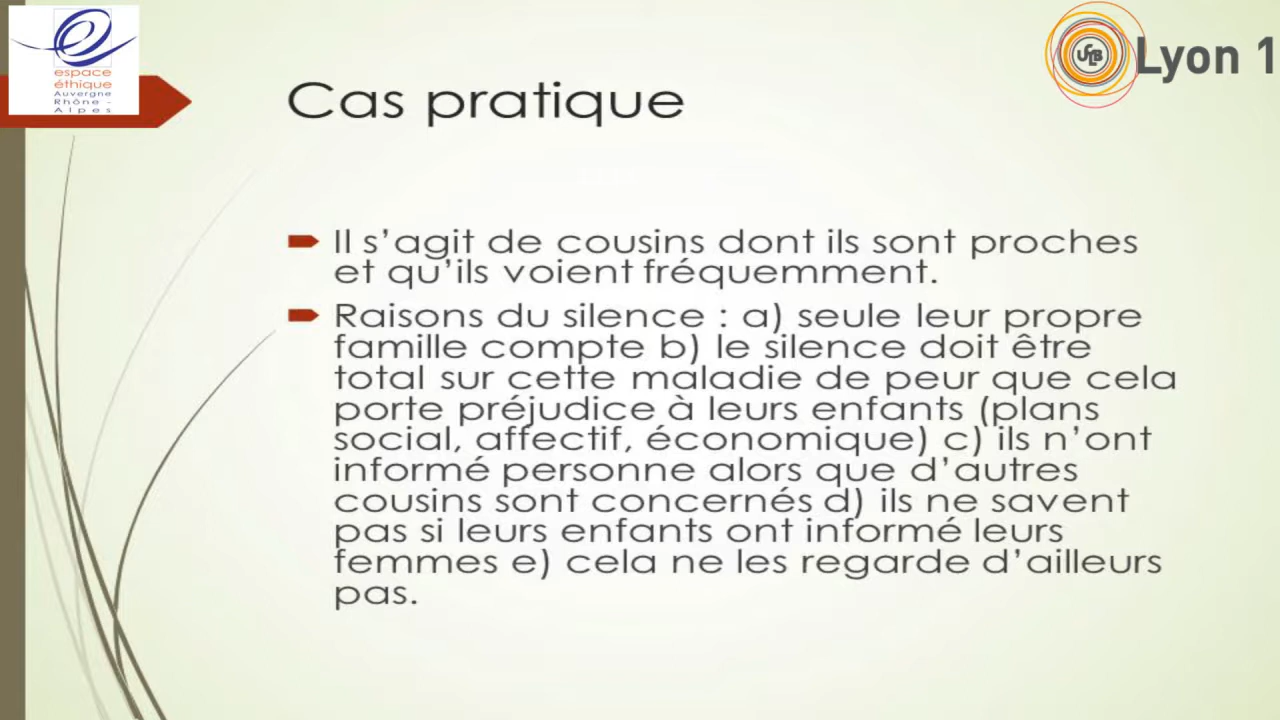 espace
éthique
Auvergne
Rhône -
Alpes
UCLB
Lyon 1
Cas pratique
Il s’agit de cousins dont ils sont proches
et qu’ils voient fréquemment.
Raisons du silence : a) seule leur propre
famille compte b) le silence doit être
total sur cette maladie de peur que cela
porte préjudice à leurs enfants (plans
social, affectif, économique) c) ils n’ont
informé personne alors que d’autres
cousins sont concernés d) ils ne savent
pas si leurs enfants ont informé leurs
femmes e) cela ne les regarde d’ailleurs
pas.